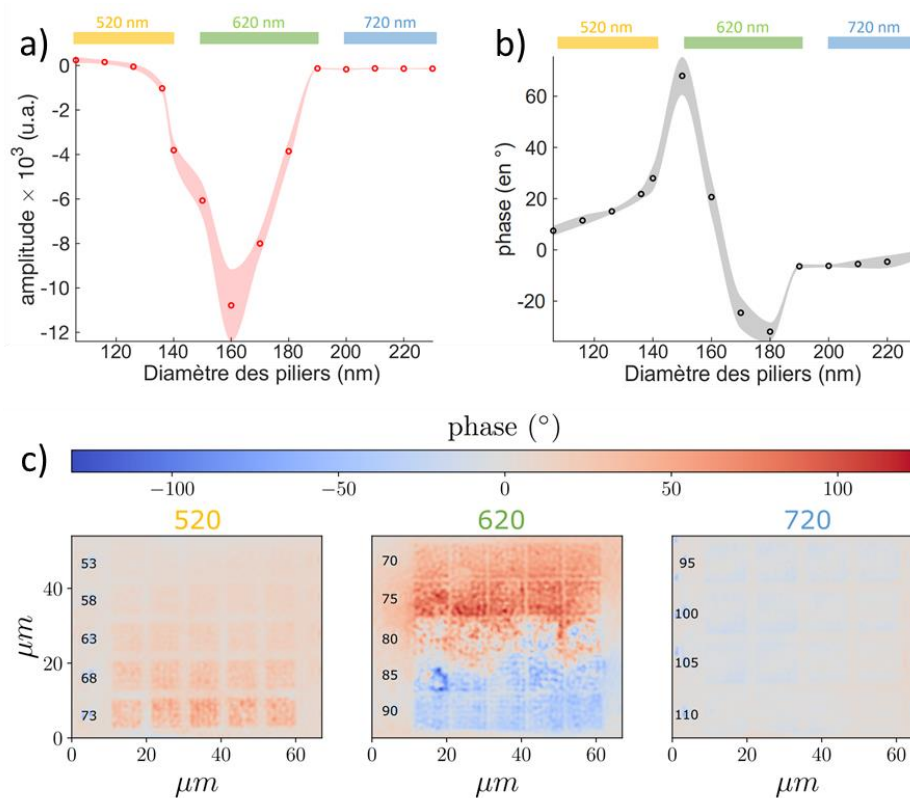 520 nm 620 nm 720 nm
a)
0
-2
-4
-6
-8
-10
-12
amplitude × 10³ (u.a.)
120 140 160 180 200 220
Diamètre des piliers (nm)
520 nm 620 nm 720 nm
b)
60
40
20
0
-20
phase (en °)
120 140 160 180 200 220
Diamètre des piliers (nm)
c)
phase (°)
−100 −50 0 50 100
520 620 720
53
58
63
68
73
40
20
0
μm
0 20 40 60
μm
70
75
80
85
90
0 20 40 60
μm
95
100
105
110
0 20 40 60
μm